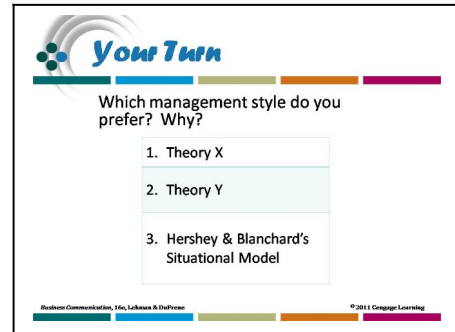 Your Turn
Which management style do you
prefer? Why?
1. Theory X
2. Theory Y
3. Hershey & Blanchard's
Situational Model
Business Communication, 16e, Lehman & DuFrene
© 2011 Cengage Learning